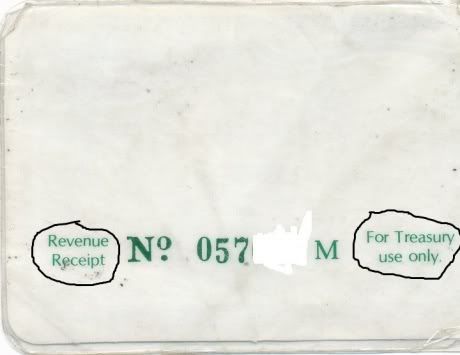 Revenue
Receipt
Nº 057 M
For Treasury
use only.